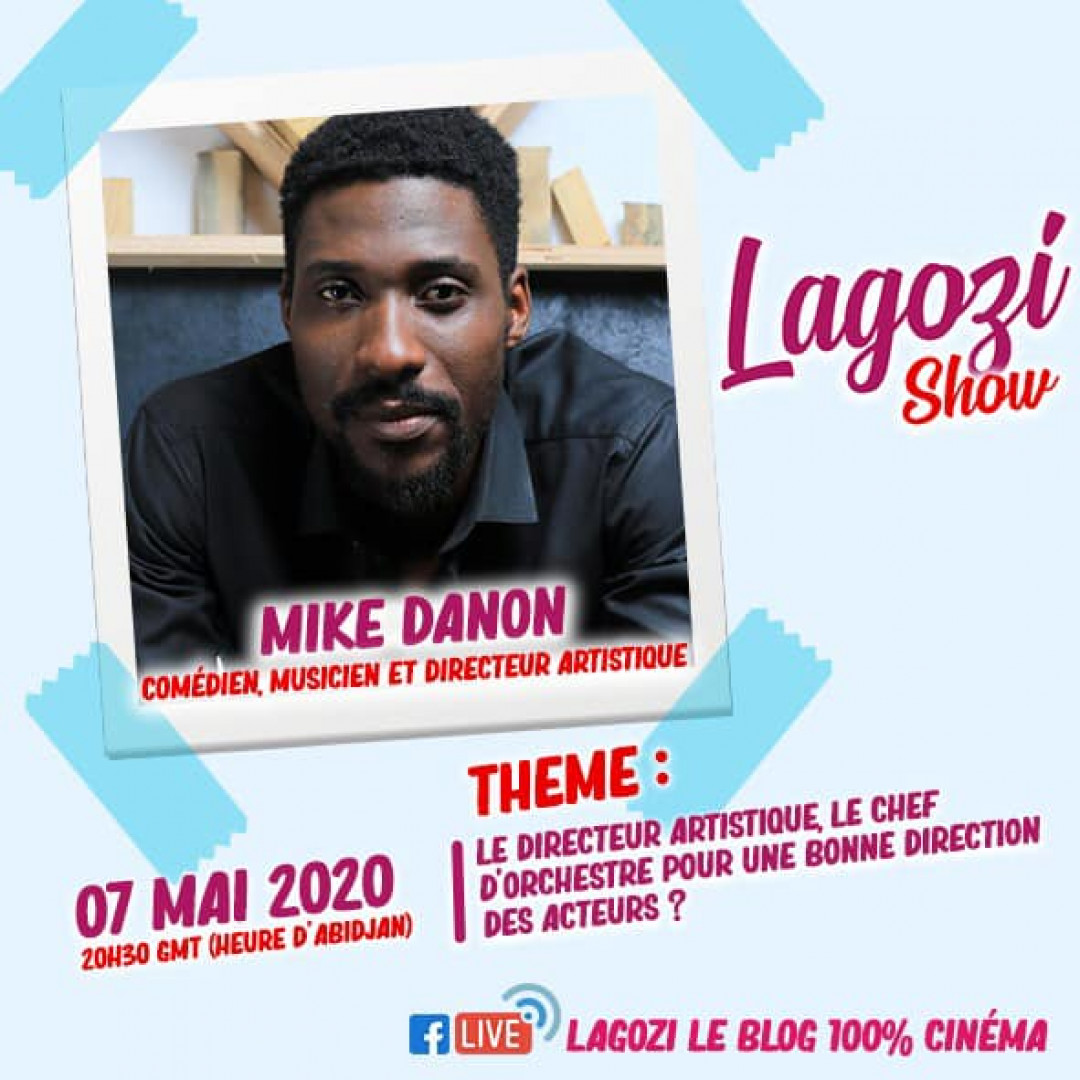 Lagozi
Show
MIKE DANON
COMÉDIEN, MUSICIEN ET DIRECTEUR ARTISTIQUE
THEME :
LE DIRECTEUR ARTISTIQUE, LE CHEF
D'ORCHESTRE POUR UNE BONNE DIRECTION
DES ACTEURS ?
07 MAI 2020
20H30 GMT (HEURE D'ABIDJAN)
f LIVE LAGOZI LE BLOG 100% CINÉMA